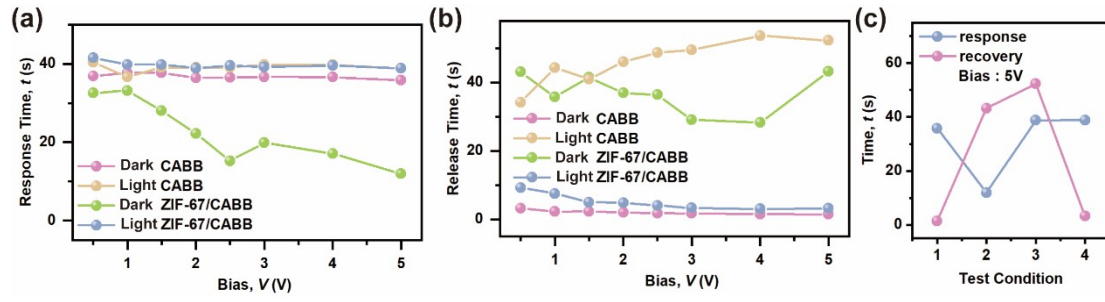 (a)
Response Time, t (s)
60
40
20
0
Dark CABB
Light CABB
Dark ZIF-67/CABB
Light ZIF-67/CABB
1 2 3 4 5
Bias, V (V)
(b)
Release Time, t (s)
60
40
20
0
Dark CABB
Light CABB
Dark ZIF-67/CABB
Light ZIF-67/CABB
1 2 3 4 5
Bias, V (V)
(c)
Time, t (s)
80
60
40
20
0
response
recovery
Bias : 5V
1 2 3 4
Test Condition